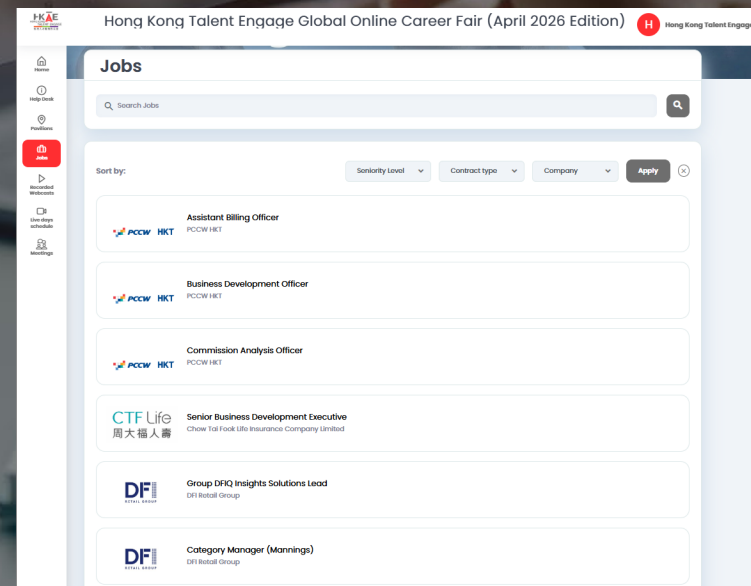 HKTE
Hong Kong Talent Engage Global Online Career Fair (April 2026 Edition)
H
Hong Kong Talent Engage
Home
Help Desk
Pavilions
Jobs
Recorded
Webcasts
Live days
schedule
Meetings
Jobs
Search Jobs
Sort by:
Seniority Level
Contract type
Company
Apply
PCCW HKT
Assistant Billing Officer
PCCW HKT
PCCW HKT
Business Development Officer
PCCW HKT
PCCW HKT
Commission Analysis Officer
PCCW HKT
CTF Life
周大福人壽
Senior Business Development Executive
Chow Tai Fook Life Insurance Company Limited
DFI
RETAIL GROUP
Group DFIQ Insights Solutions Lead
DFI Retail Group
DFI
RETAIL GROUP
Category Manager (Mannings)
DFI Retail Group